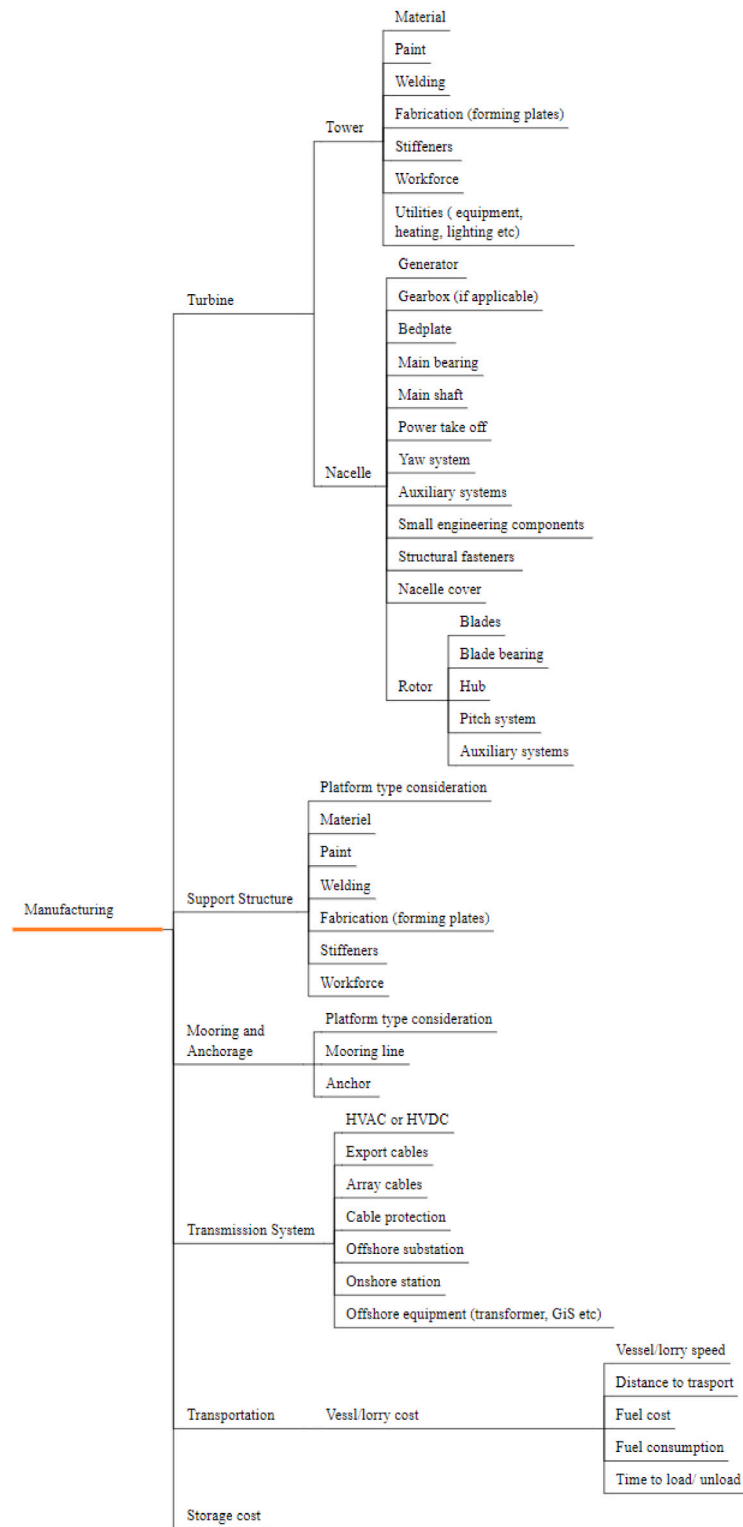 Material
Paint
Welding
Fabrication (forming plates)
Tower
Stiffeners
Workforce
Utilities ( equipment,
heating, lighting etc)
Generator
Turbine
Gearbox (if applicable)
Bedplate
Main bearing
Main shaft
Power take off
Yaw system
Nacelle
Auxiliary systems
Small engineering components
Structural fasteners
Nacelle cover
Blades
Blade bearing
Rotor
Hub
Pitch system
Auxiliary systems
Platform type consideration
Materiel
Paint
Welding
Support Structure
Manufacturing
Fabrication (forming plates)
Stiffeners
Workforce
Platform type consideration
Mooring and
Anchorage
Mooring line
Anchor
HVAC or HVDC
Export cables
Array cables
Cable protection
Transmission System
Offshore substation
Onshore station
Offshore equipment (transformer, GiS etc)
Vessel/lorry speed
Distance to trasport
Transportation
Vessl/lorry cost
Fuel cost
Fuel consumption
Time to load/ unload
Storage cost